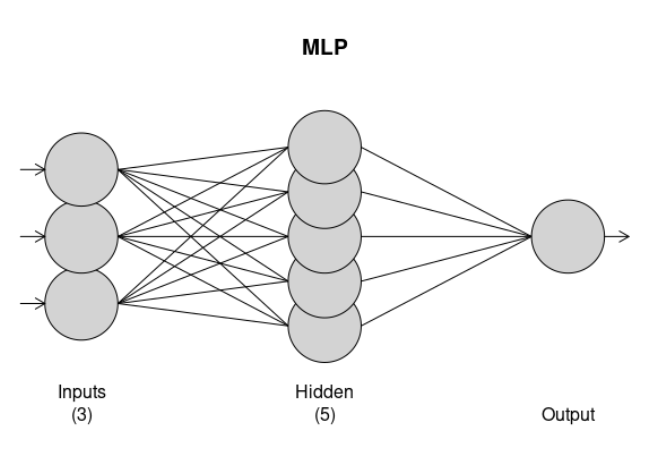 MLP
Inputs
(3)
Hidden
(5)
Output